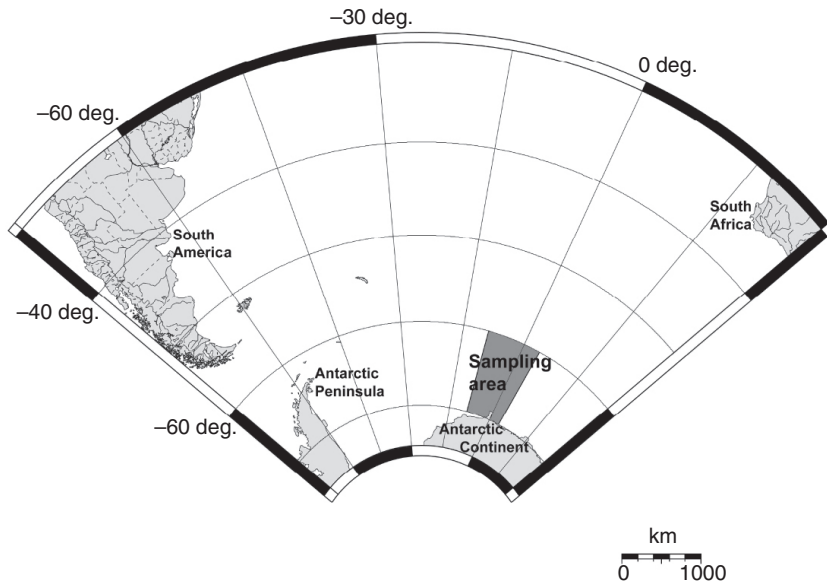 –30 deg.
0 deg.
–60 deg.
South
America
South
Africa
–40 deg.
Antarctic
Peninsula
Sampling
area
–60 deg.
Antarctic
Continent
km
0 1000